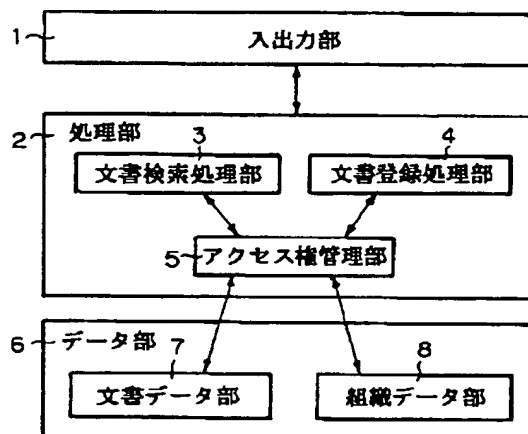 1
入出力部
2
処理部
3
4
文書検索処理部
文書登録処理部
5
アクセス権管理部
6
データ部
7
8
文書データ部
組織データ部